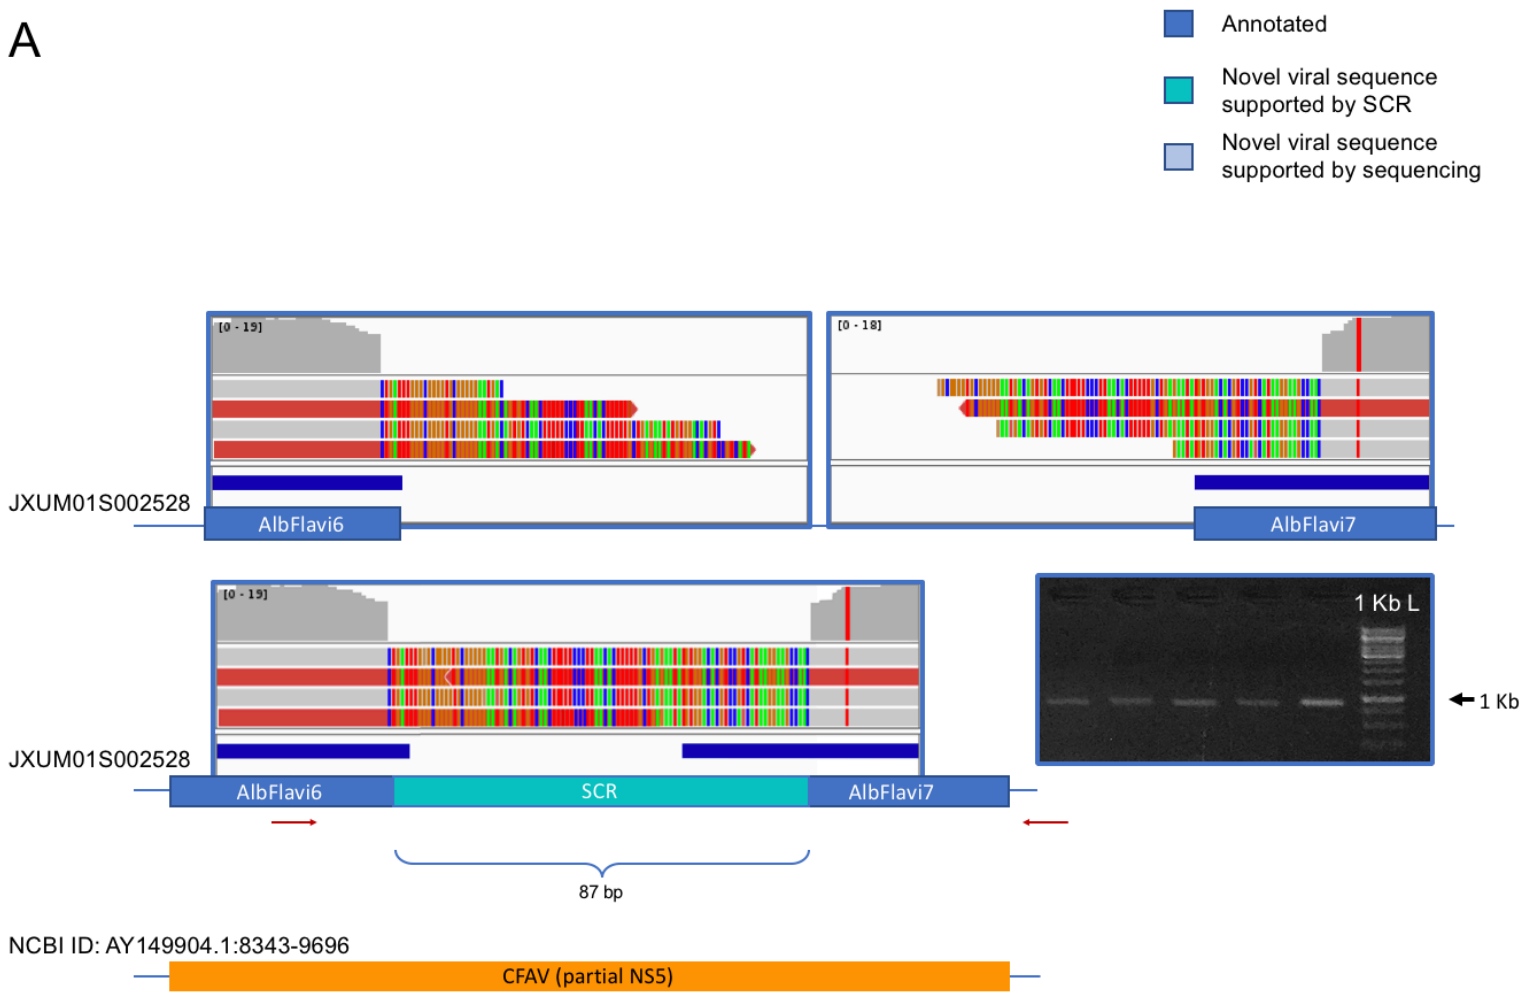 A
Annotated
Novel viral sequence
supported by SCR
Novel viral sequence
supported by sequencing
[0 - 19]
[0 - 18]
JXUM01S002528
AlbFlavi6
AlbFlavi7
[0 - 19]
1 Kb L
1 Kb
JXUM01S002528
AlbFlavi6
SCR
AlbFlavi7
87 bp
NCBI ID: AY149904.1:8343-9696
CFAV (partial NS5)